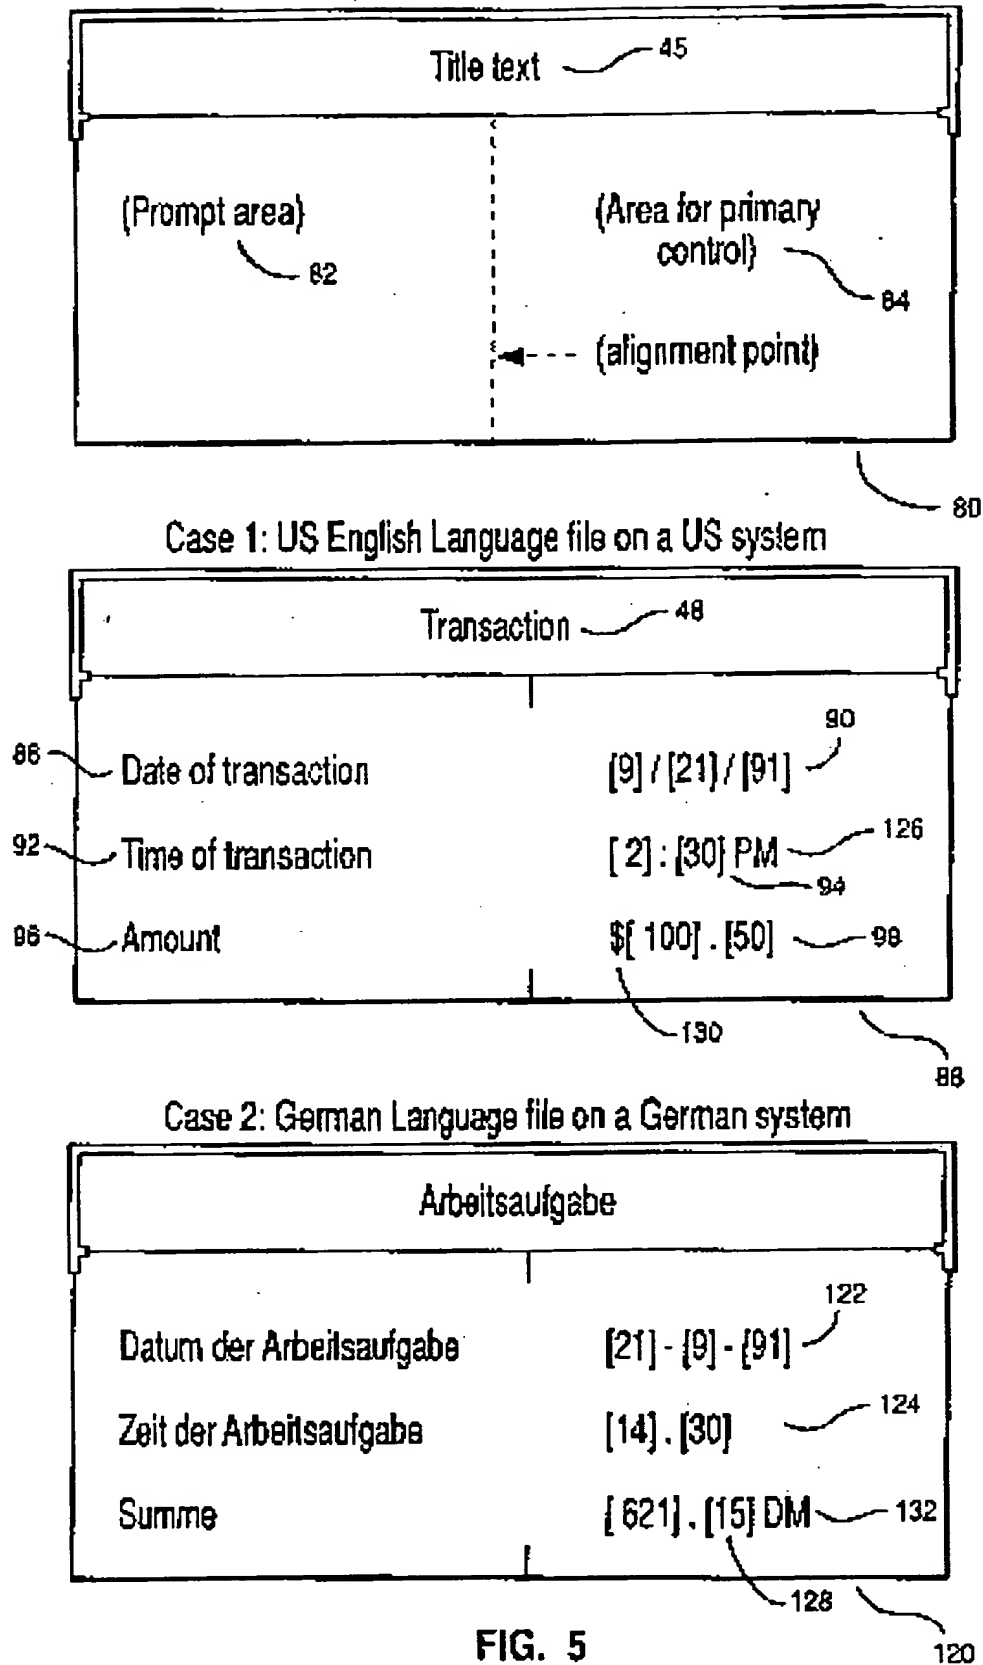 Title text 45
(Prompt area)
82
(Area for primary
control)
84
(alignment point)
80
Case 1: US English Language file on a US system
Transaction 48
90
86 Date of transaction [9] / [21] / [91]
92 Time of transaction [ 2] : [30] PM 126
94
96 Amount $[ 100] . [50] 98
130
88
Case 2: German Language file on a German system
Arbeitsaufgabe
122
Datum der Arbeitsaufgabe [21] - [9] - [91]
124
Zeit der Arbeitsaufgabe [14] . [30]
Summe [ 621] . [15] DM 132
128
120
FIG. 5